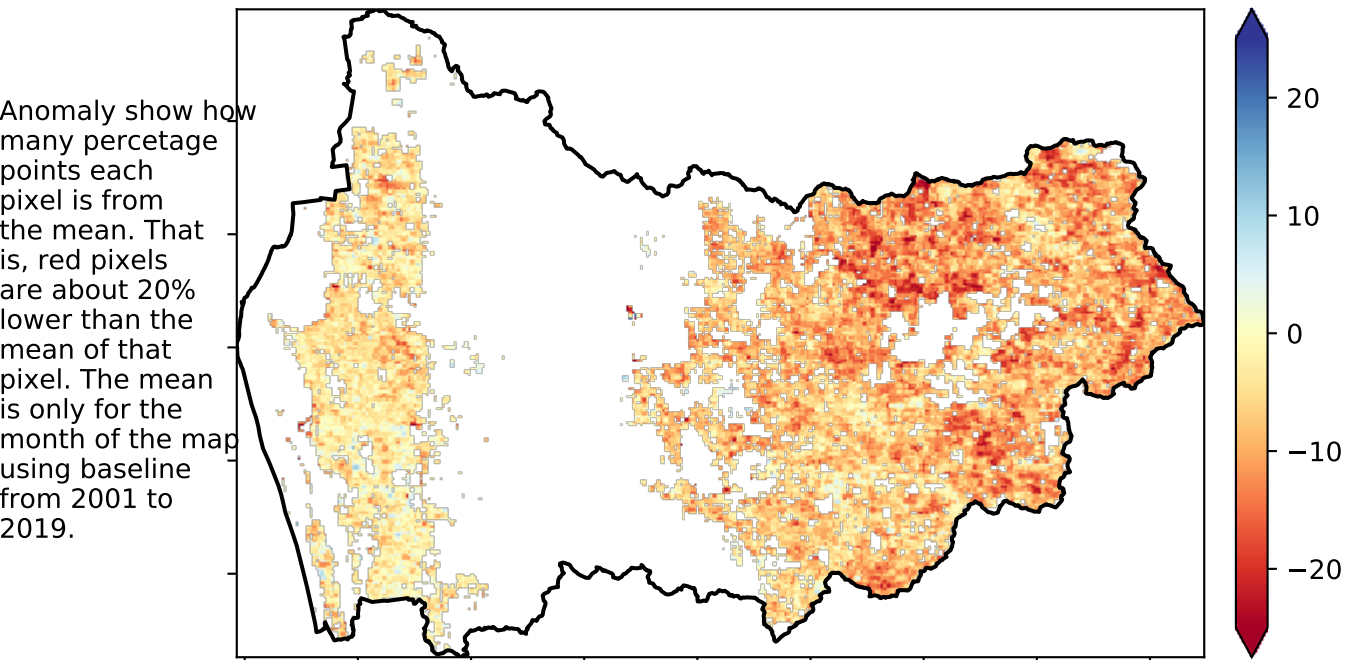 Anomaly show how
many percetage
points each
pixel is from
the mean. That
is, red pixels
are about 20%
lower than the
mean of that
pixel. The mean
is only for the
month of the map
using baseline
from 2001 to
2019.
20
10
0
−10
−20